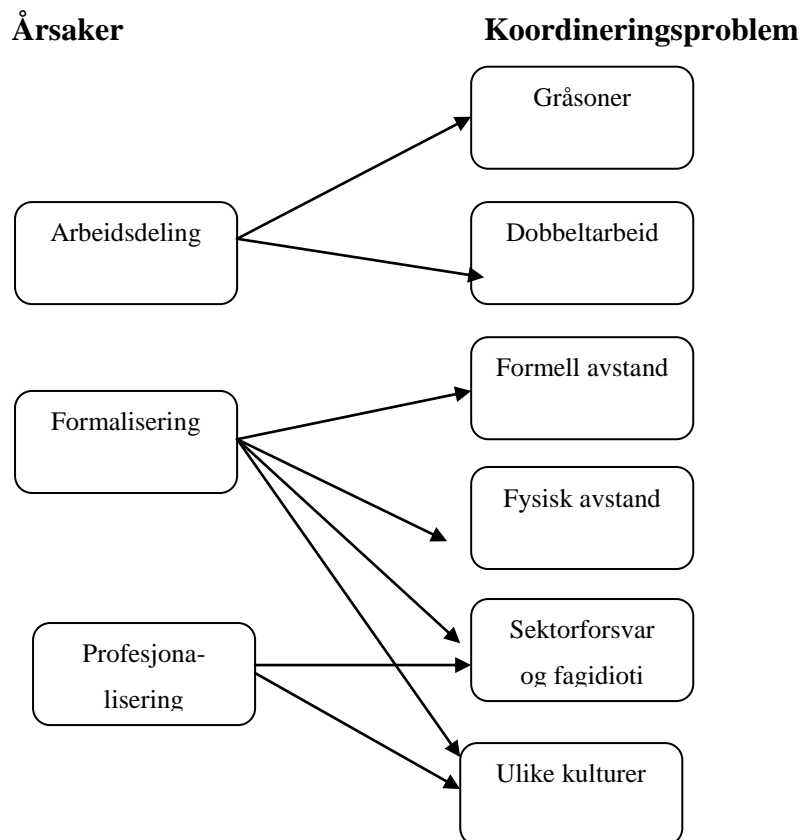 Årsaker
Koordineringsproblem
Gråsoner
Arbeidsdeling
Dobbeltarbeid
Formell avstand
Formalisering
Fysisk avstand
Sektorforsvar
og fagidioti
Profesjona-
lisering
Ulike kulturer